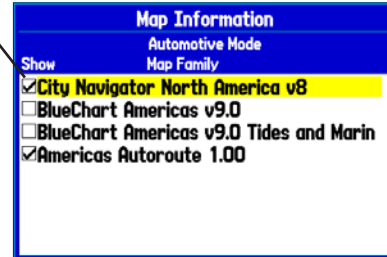 Map Information
Automotive Mode
Show Map Family
City Navigator North America v8
BlueChart Americas v9.0
BlueChart Americas v9.0 Tides and Marin
Americas Autoroute 1.00